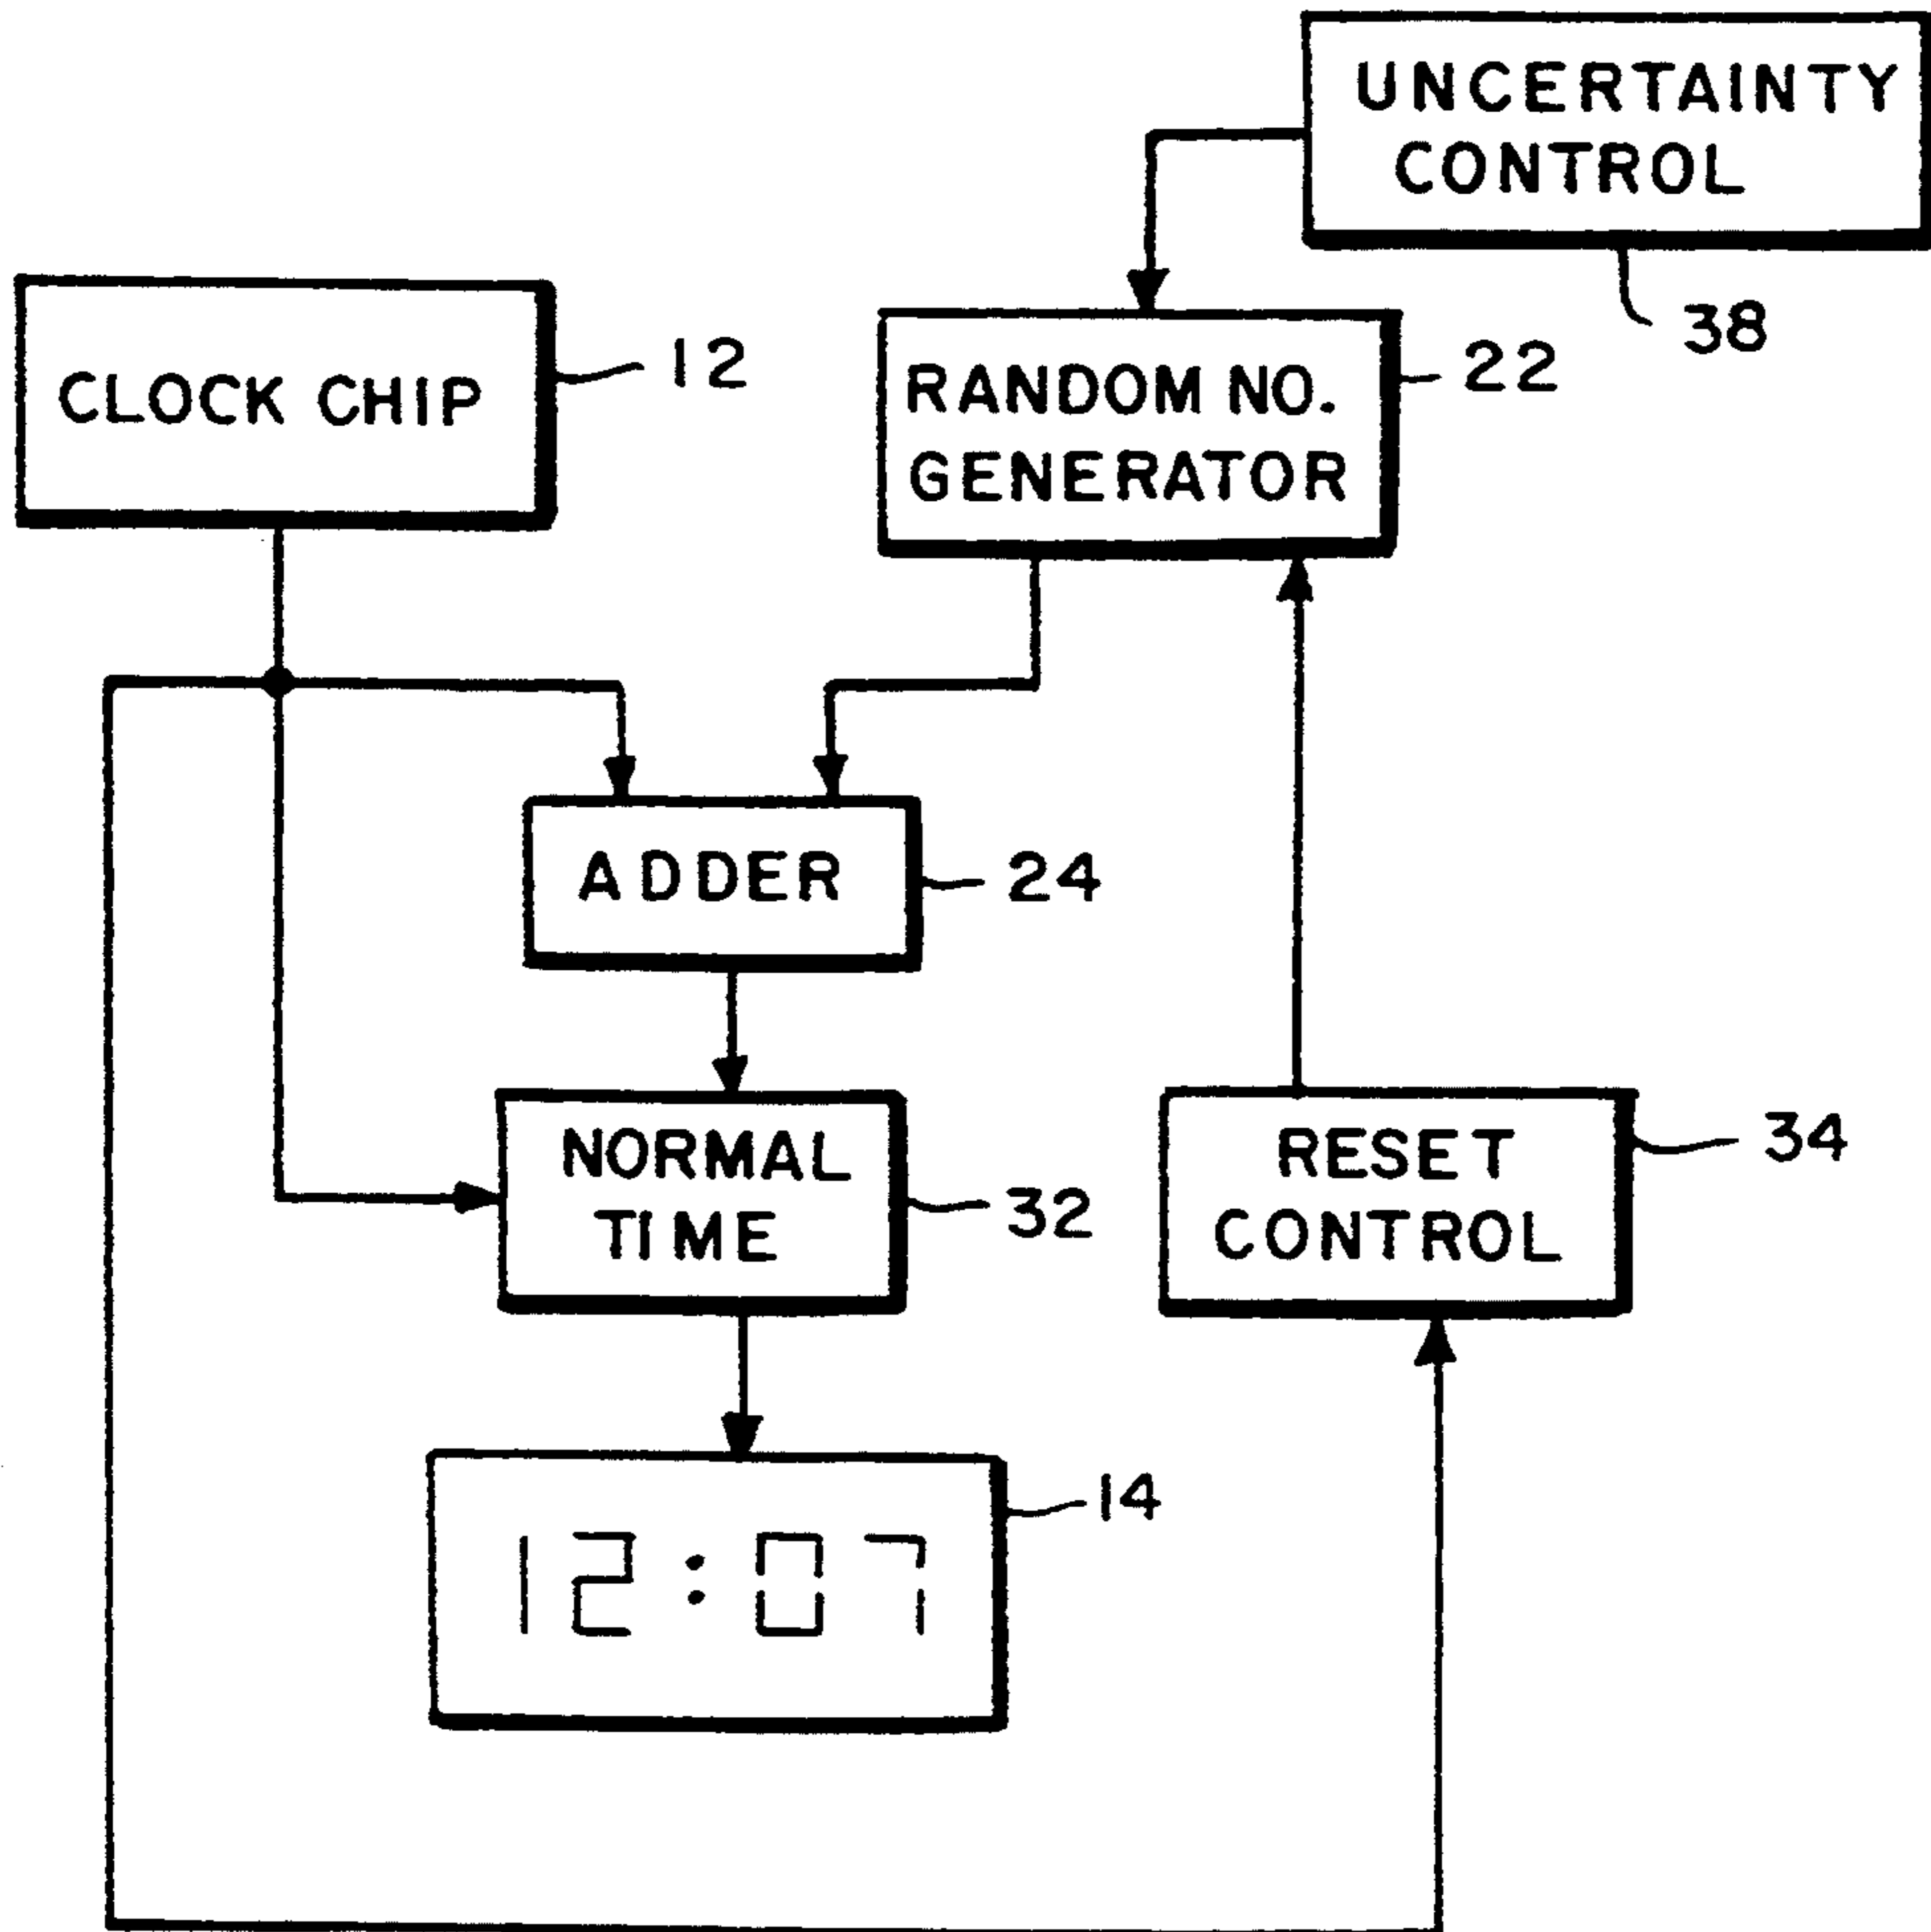 UNCERTAINTY
CONTROL
38
CLOCK CHIP
12
RANDOM NO.
GENERATOR
22
ADDER
24
NORMAL
TIME
32
RESET
CONTROL
34
12:07
14